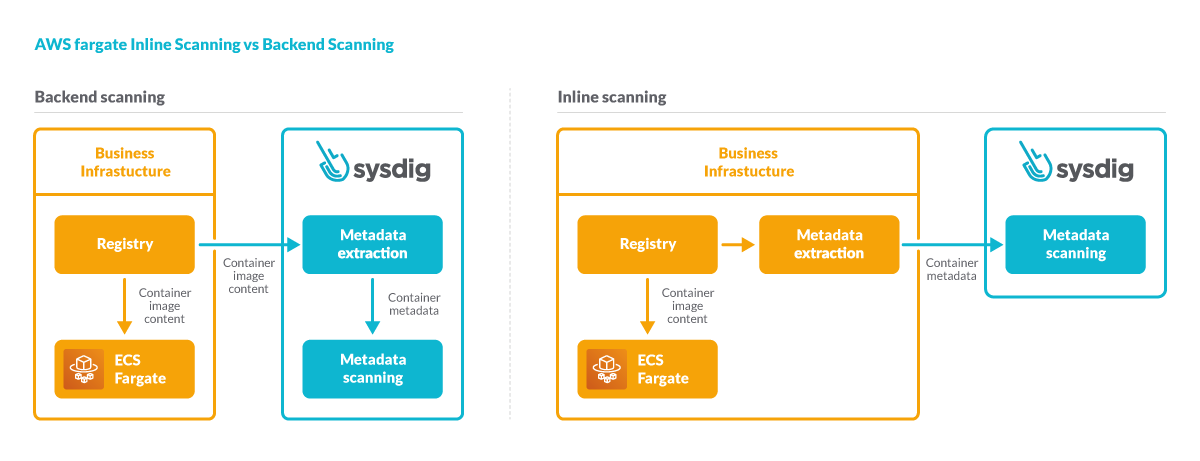 AWS fargate Inline Scanning vs Backend Scanning
Backend scanning
Business
Infrastucture
sysdig
Registry
Metadata
extraction
Container
image
content
Container
image
content
Container
metadata
ECS
Fargate
Metadata
scanning
Inline scanning
Business
Infrastucture
sysdig
Registry
Metadata
extraction
Metadata
scanning
Container
metadata
Container
image
content
ECS
Fargate